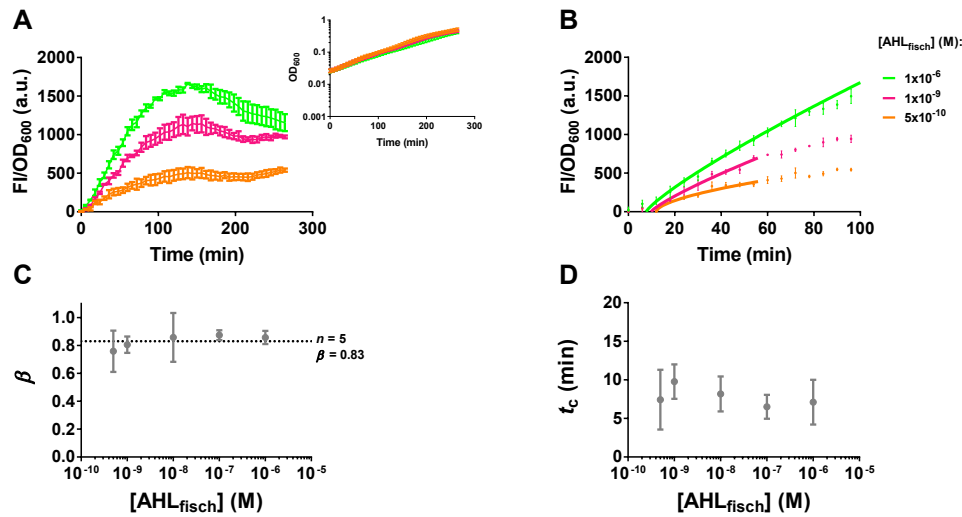 A
FI/OD600 (a.u.)
2000
1500
1000
500
0
0 100 200 300
Time (min)
OD600
1
0.1
0.01
0.001
0 100 200 300
Time (min)
B
FI/OD600 (a.u.)
2000
1500
1000
500
0
0 20 40 60 80 100
Time (min)
[AHLfisch] (M):
1x10-6
1x10-9
5x10-10
C
β
1.0
0.8
0.6
0.4
0.2
0.0
n = 5
β = 0.83
10-10 10-9 10-8 10-7 10-6 10-5
[AHLfisch] (M)
D
tc (min)
20
15
10
5
0
10-10 10-9 10-8 10-7 10-6 10-5
[AHLfisch] (M)